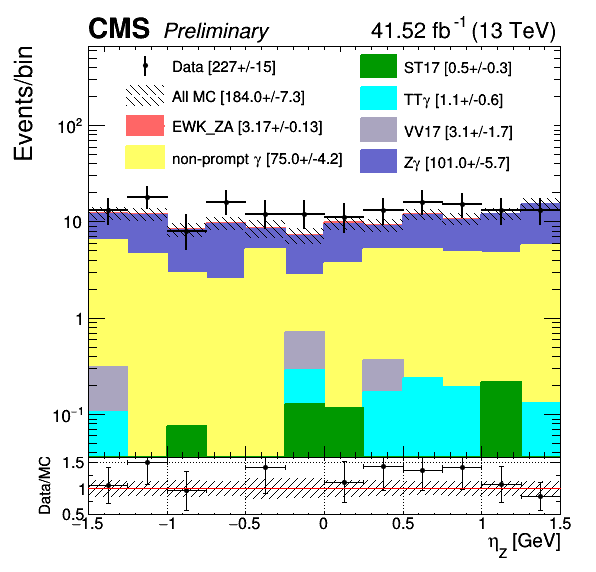 CMS Preliminary 41.52 fb⁻¹ (13 TeV)
Events/bin
Data [227+/-15]
All MC [184.0+/-7.3]
EWK_ZA [3.17+/-0.13]
non-prompt γ [75.0+/-4.2]
ST17 [0.5+/-0.3]
TTγ [1.1+/-0.6]
VV17 [3.1+/-1.7]
Zγ [101.0+/-5.7]
10²
10
1
10⁻¹
Data/MC
1.5
1
0.5
−1.5 −1 −0.5 0 0.5 1 1.5
η_Z [GeV]